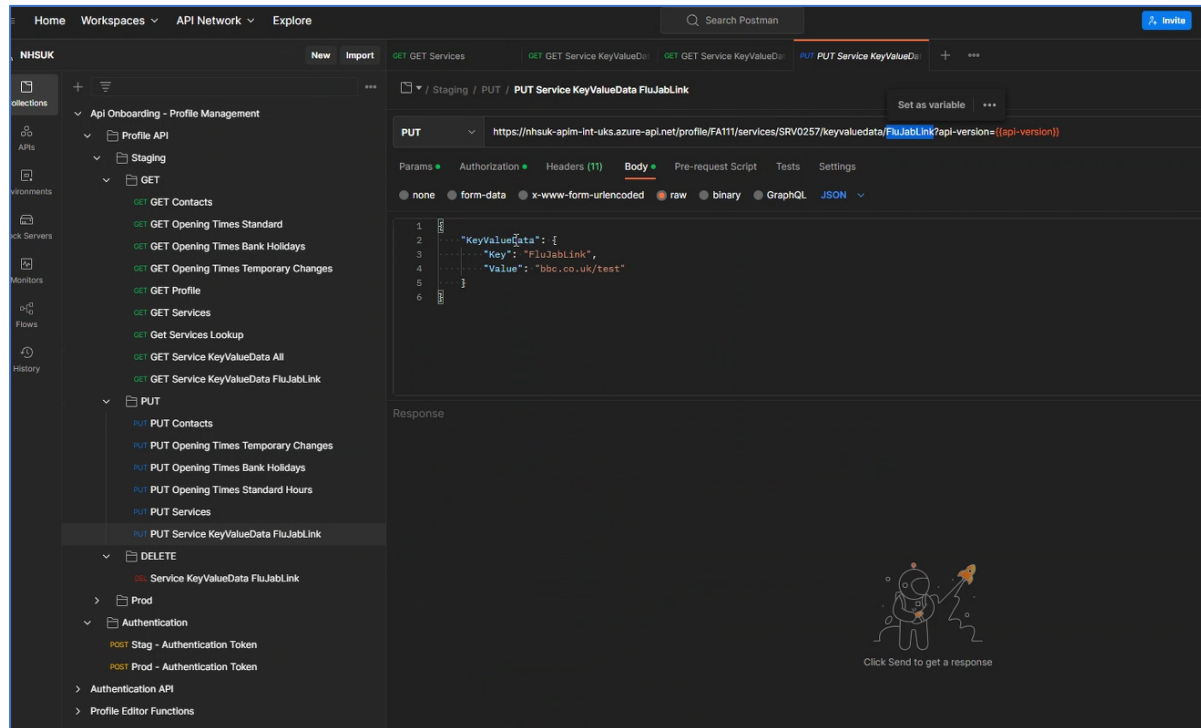 Home Workspaces API Network Explore Search Postman Invite
NHSUK New Import
GET GET Services GET GET Service KeyValueDa GET GET Service KeyValueDa PUT PUT Service KeyValueDa
/ Staging / PUT / PUT Service KeyValueData FluJabLink
Set as variable
PUT https://nhsuk-apim-int-uks.azure-api.net/profile/FA111/services/SRV0257/keyvaluedata/FluJabLink?api-version={{api-version}}
Params Authorization Headers (11) Body Pre-request Script Tests Settings
none form-data x-www-form-urlencoded raw binary GraphQL JSON
1 {
2 "KeyValueData": {
3 "Key": "FluJabLink",
4 "Value": "bbc.co.uk/test"
5 }
6 }
Response
Click Send to get a response
ollections
APIs
vironments
ck Servers
Monitors
Flows
History
Api Onboarding - Profile Management
Profile API
Staging
GET
GET GET Contacts
GET GET Opening Times Standard
GET GET Opening Times Bank Holidays
GET GET Opening Times Temporary Changes
GET GET Profile
GET GET Services
GET Get Services Lookup
GET GET Service KeyValueData All
GET GET Service KeyValueData FluJabLink
PUT
PUT PUT Contacts
PUT PUT Opening Times Temporary Changes
PUT PUT Opening Times Bank Holidays
PUT PUT Opening Times Standard Hours
PUT PUT Services
PUT PUT Service KeyValueData FluJabLink
DELETE
DEL Service KeyValueData FluJabLink
Prod
Authentication
POST Stag - Authentication Token
POST Prod - Authentication Token
Authentication API
Profile Editor Functions